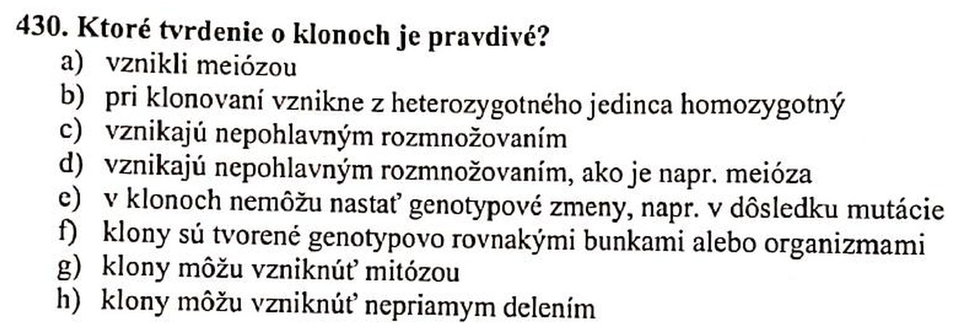 430. Ktoré tvrdenie o klonoch je pravdivé?
a) vznikli meiózou
b) pri klonovaní vznikne z heterozygotného jedinca homozygotný
c) vznikajú nepohlavným rozmnožovaním
d) vznikajú nepohlavným rozmnožovaním, ako je napr. meióza
e) v klonoch nemôžu nastať genotypové zmeny, napr. v dôsledku mutácie
f) klony sú tvorené genotypovo rovnakými bunkami alebo organizmami
g) klony môžu vzniknúť mitózou
h) klony môžu vzniknúť nepriamym delením